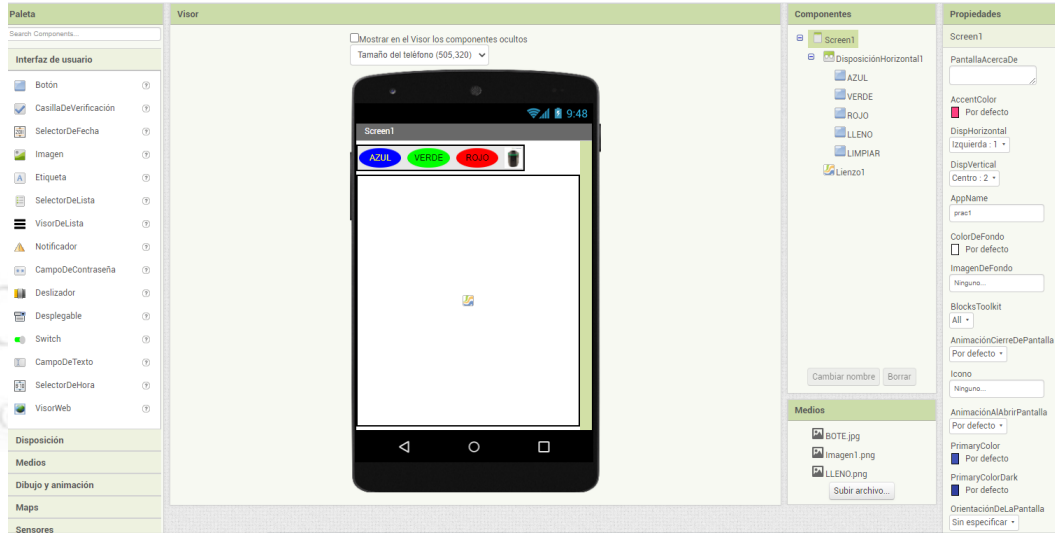 Paleta
Search Components...
Interfaz de usuario
Botón
CasillaDeVerificación
SelectorDeFecha
Imagen
Etiqueta
SelectorDeLista
VisorDeLista
Notificador
CampoDeContraseña
Deslizador
Desplegable
Switch
CampoDeTexto
SelectorDeHora
VisorWeb
Disposición
Medios
Dibujo y animación
Maps
Sensores
Visor
Mostrar en el Visor los componentes ocultos
Tamaño del teléfono (505,320)
9:48
Screen1
AZUL VERDE ROJO
Componentes
Screen1
DisposiciónHorizontal1
AZUL
VERDE
ROJO
LLENO
LIMPIAR
Lienzo1
Cambiar nombre Borrar
Medios
BOTE.jpg
Imagen1.png
LLENO.png
Subir archivo...
Propiedades
Screen1
PantallaAcercaDe
AccentColor
Por defecto
DispHorizontal
Izquierda : 1
DispVertical
Centro : 2
AppName
prac1
ColorDeFondo
Por defecto
ImagenDeFondo
Ninguno...
BlocksToolkit
All
AnimaciónCierreDePantalla
Por defecto
Icono
Ninguno...
AnimaciónAlAbrirPantalla
Por defecto
PrimaryColor
Por defecto
PrimaryColorDark
Por defecto
OrientaciónDeLaPantalla
Sin especificar